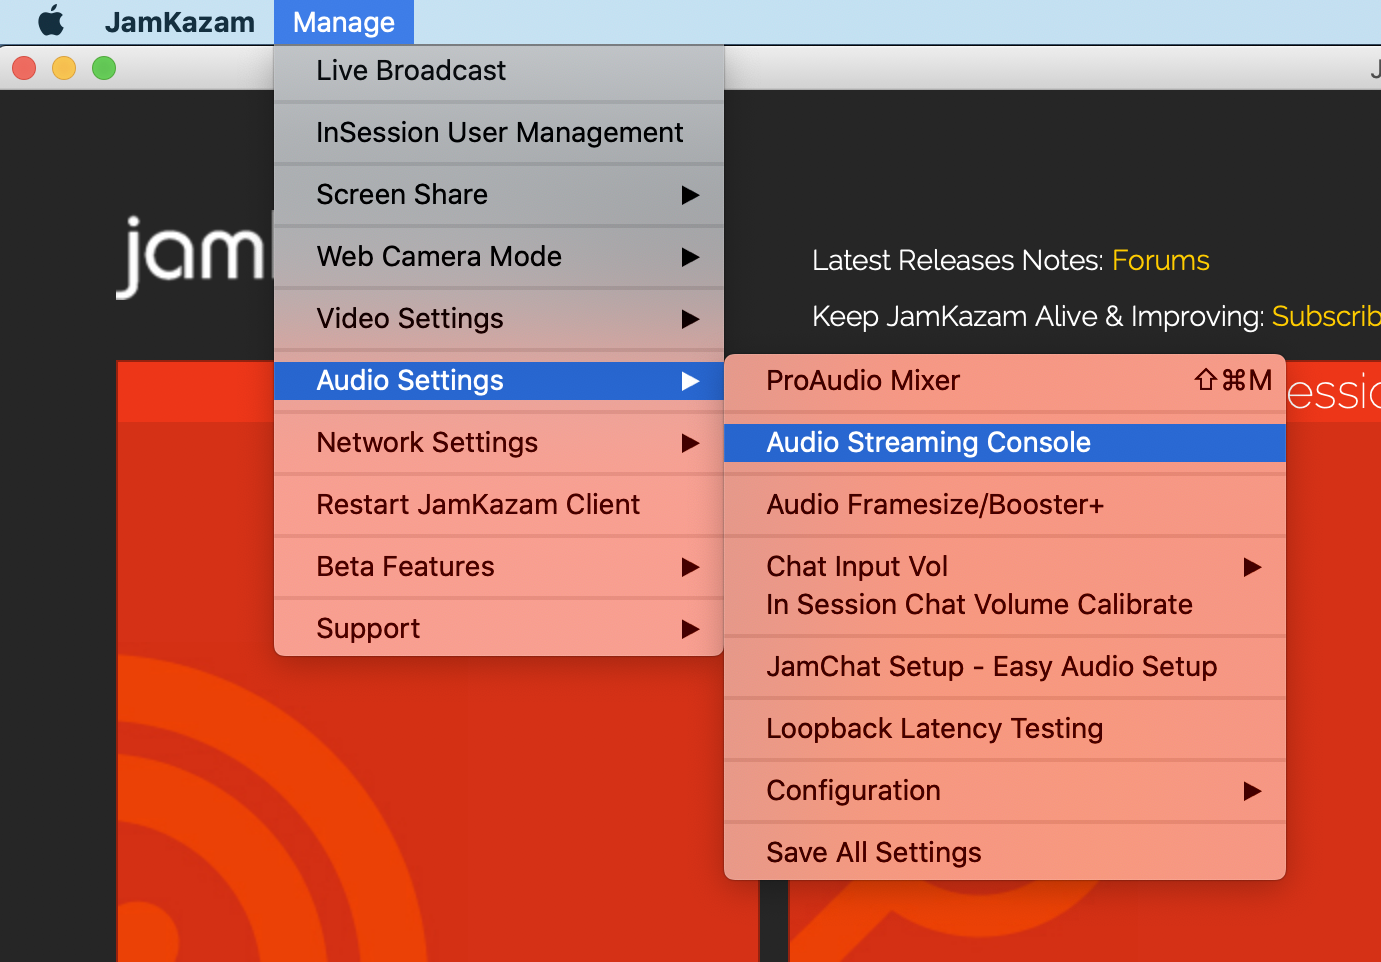 JamKazam Manage
Live Broadcast
InSession User Management
Screen Share
Web Camera Mode
Video Settings
Audio Settings
Network Settings
Restart JamKazam Client
Beta Features
Support
jam
Latest Releases Notes: Forums
Keep JamKazam Alive & Improving: Subscrib
ProAudio Mixer ⇧⌘M
Audio Streaming Console
Audio Framesize/Booster+
Chat Input Vol
In Session Chat Volume Calibrate
JamChat Setup - Easy Audio Setup
Loopback Latency Testing
Configuration
Save All Settings